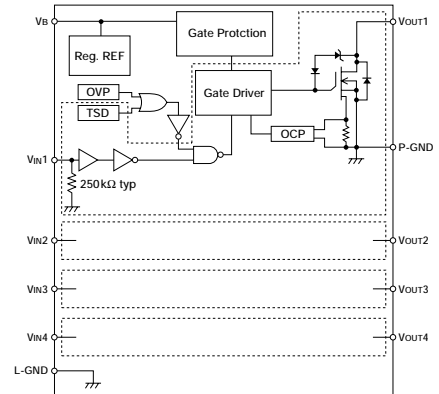 VB
Gate Protction
VOUT1
Reg. REF
OVP
Gate Driver
TSD
OCP
VIN1
P-GND
250kΩ typ
VIN2
VOUT2
VIN3
VOUT3
VIN4
VOUT4
L-GND